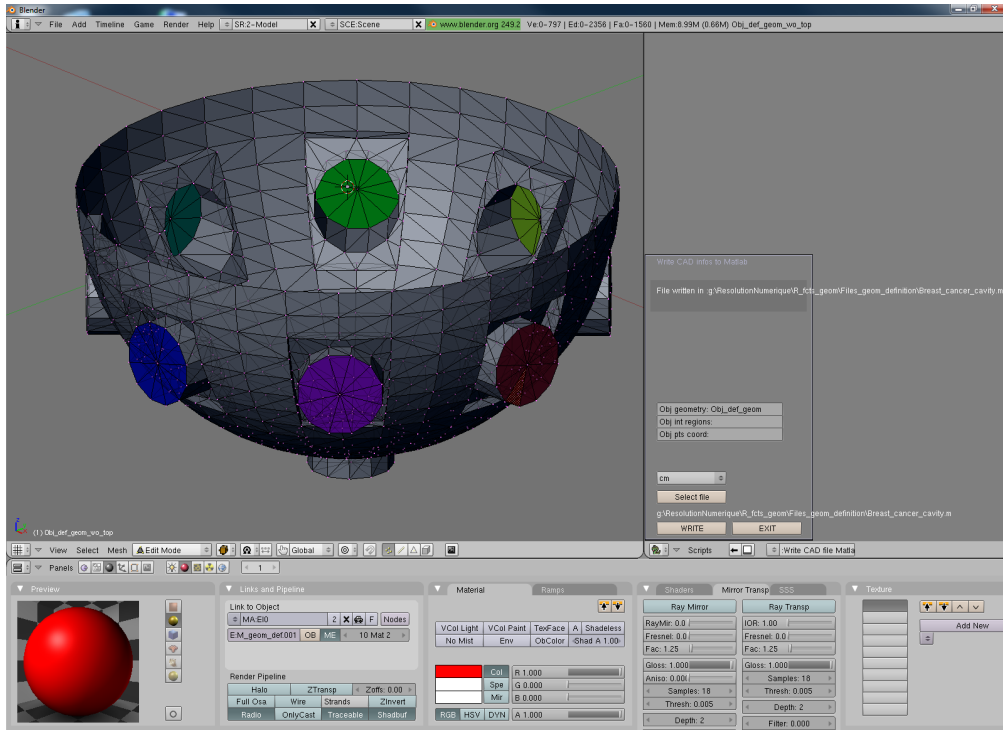 Blender
File Add Timeline Game Render Help SR:2-Model X SCE:Scene X www.blender.org 249.2 Ve:0-797 | Ed:0-2356 | Fa:0-1560 | Mem:8.99M (0.66M) Obj_def_geom_wo_top
Write CAD infos to Matlab
File written in :g:\ResolutionNumerique\R_fcts_geom\Files_geom_definition\Breast_cancer_cavity.m
Obj geometry: Obj_def_geom
Obj int regions:
Obj pts coord:
cm
Select file
g:\ResolutionNumerique\R_fcts_geom\Files_geom_definition\Breast_cancer_cavity.m
WRITE EXIT
(1) Obj_def_geom_wo_top
View Select Mesh Edit Mode Global
Scripts Write CAD file Matla
Panels 1
Preview
Links and Pipeline
Link to Object
MA:El0 2 X F Nodes
E:M_geom_def.001 OB ME 10 Mat 2
Render Pipeline
Halo ZTransp Zoffs: 0.00
Full Osa Wire Strands ZInvert
Radio OnlyCast Traceable Shadbuf
Material Ramps
VCol Light VCol Paint TexFace A Shadeless
No Mist Env ObColor Shad A 1.00
Col R 1.000
Spe G 0.000
Mir B 0.000
RGB HSV DYN A 1.000
Shaders Mirror Transp SSS
Ray Mirror Ray Transp
RayMir: 0.0 IOR: 1.00
Fresnel: 0.0 Fresnel: 0.0
Fac: 1.25 Fac: 1.25
Gloss: 1.000 Gloss: 1.000
Aniso: 0.00 Samples: 18
Samples: 18 Thresh: 0.005
Thresh: 0.005 Depth: 2
Depth: 2 Filter: 0.000
Texture
Add New